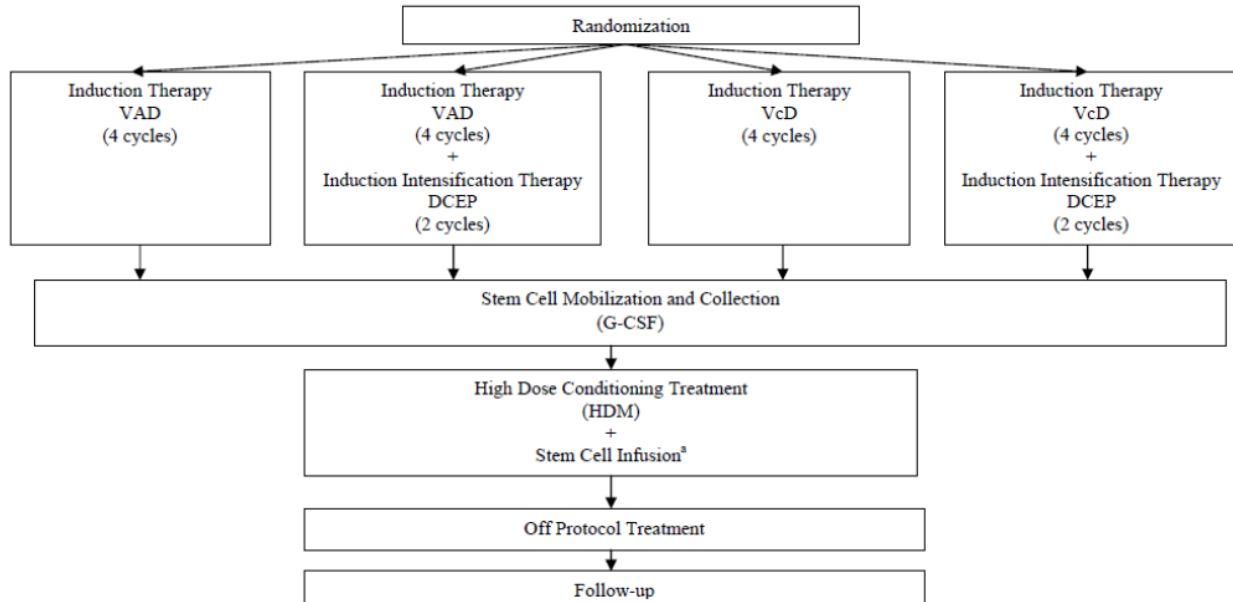 Randomization
Induction Therapy
VAD
(4 cycles)
Induction Therapy
VAD
(4 cycles)
+
Induction Intensification Therapy
DCEP
(2 cycles)
Induction Therapy
VcD
(4 cycles)
Induction Therapy
VcD
(4 cycles)
+
Induction Intensification Therapy
DCEP
(2 cycles)
Stem Cell Mobilization and Collection
(G-CSF)
High Dose Conditioning Treatment
(HDM)
+
Stem Cell Infusionᵃ
Off Protocol Treatment
Follow-up